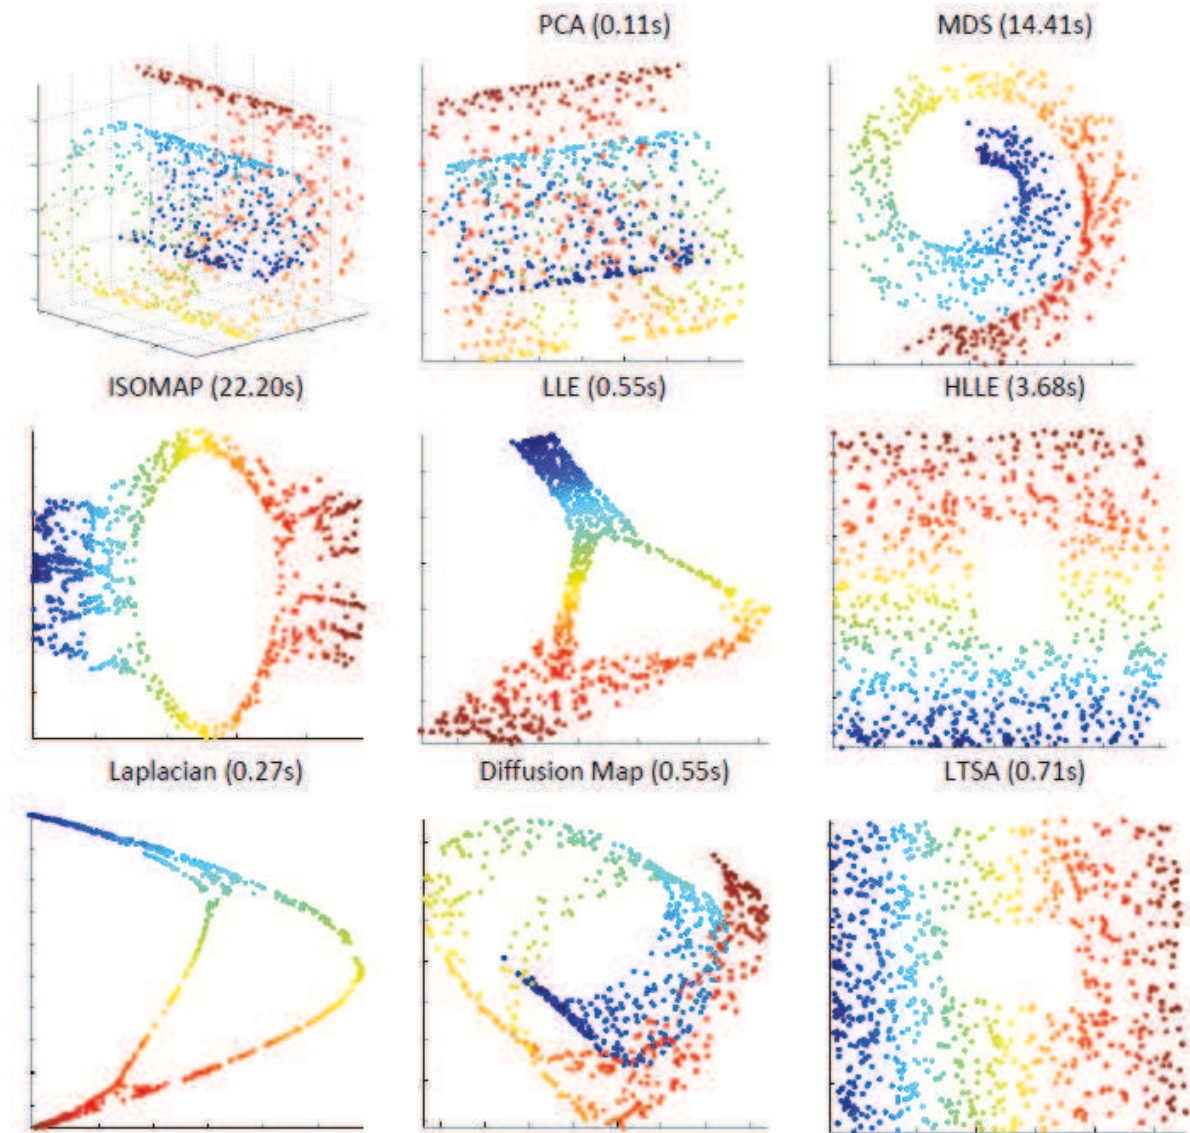 PCA (0.11s)
MDS (14.41s)
ISOMAP (22.20s)
LLE (0.55s)
HLLE (3.68s)
Laplacian (0.27s)
Diffusion Map (0.55s)
LTSA (0.71s)